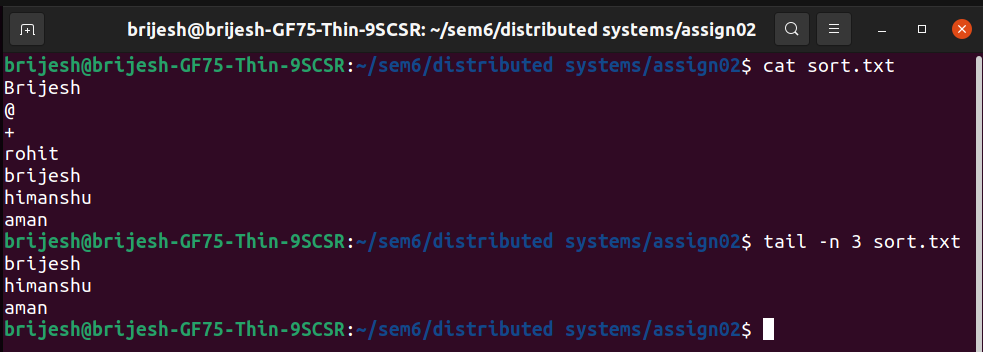 brijesh@brijesh-GF75-Thin-9SCSR: ~/sem6/distributed systems/assign02
brijesh@brijesh-GF75-Thin-9SCSR:~/sem6/distributed systems/assign02$ cat sort.txt
Brijesh
@
+
rohit
brijesh
himanshu
aman
brijesh@brijesh-GF75-Thin-9SCSR:~/sem6/distributed systems/assign02$ tail -n 3 sort.txt
brijesh
himanshu
aman
brijesh@brijesh-GF75-Thin-9SCSR:~/sem6/distributed systems/assign02$